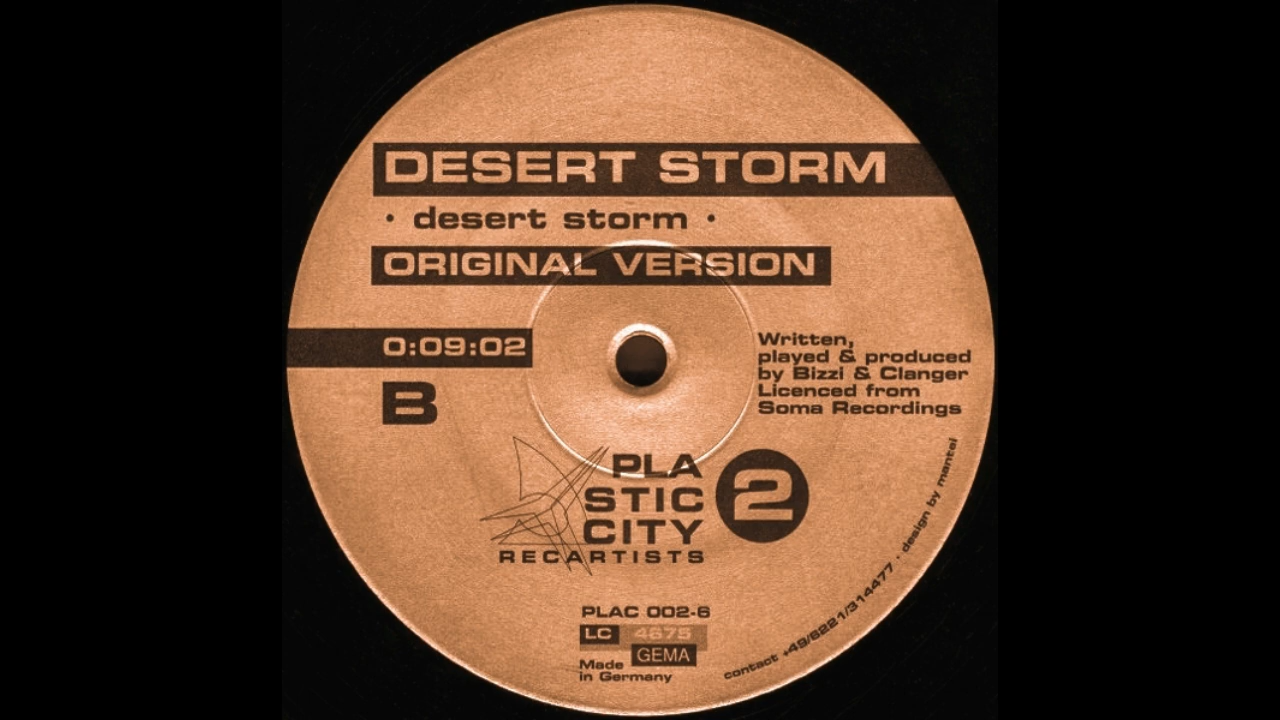 DESERT STORM
• desert storm •
ORIGINAL VERSION
0:09:02
B
Written,
played & produced
by Bizzi & Clanger
Licenced from
Soma Recordings
PLA
STIC
CITY
RECARTISTS
2
PLAC 002-6
LC 4675
GEMA
Made
in Germany
contact +49/6221/314477 · design by mantei